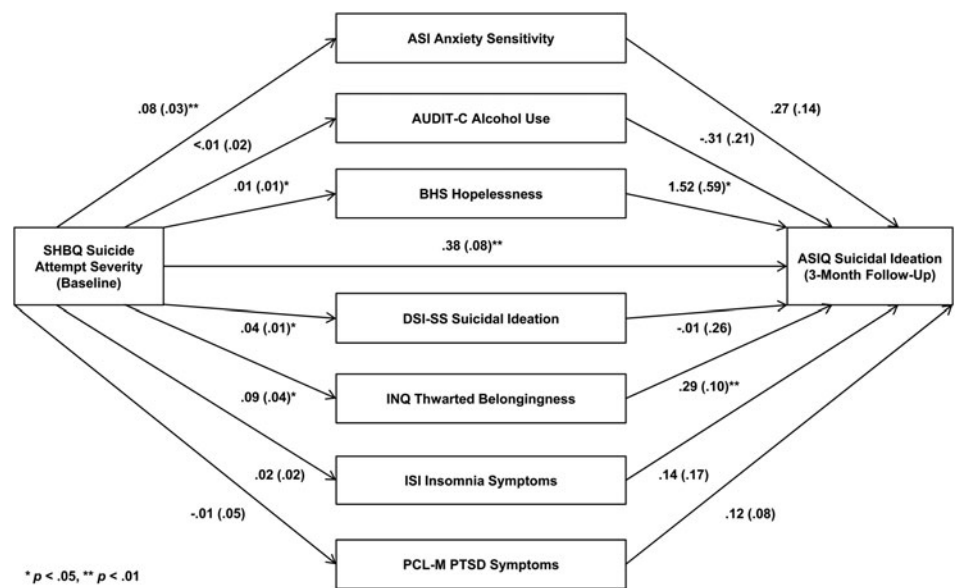 ASI Anxiety Sensitivity
.08 (.03)**
.27 (.14)
AUDIT-C Alcohol Use
<.01 (.02)
-.31 (.21)
.01 (.01)*
BHS Hopelessness
1.52 (.59)*
SHBQ Suicide
Attempt Severity
(Baseline)
.38 (.08)**
ASIQ Suicidal Ideation
(3-Month Follow-Up)
.04 (.01)*
DSI-SS Suicidal Ideation
-.01 (.26)
.09 (.04)*
INQ Thwarted Belongingness
.29 (.10)**
.02 (.02)
ISI Insomnia Symptoms
.14 (.17)
-.01 (.05)
.12 (.08)
PCL-M PTSD Symptoms
* p < .05, ** p < .01